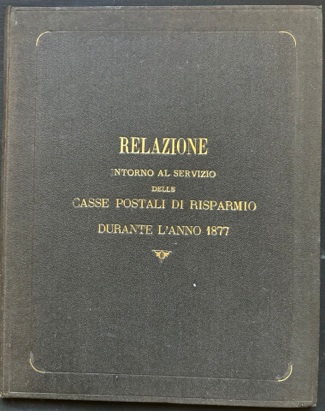 RELAZIONE
INTORNO AL SERVIZIO
DELLE
CASSE POSTALI DI RISPARMIO
DURANTE L'ANNO 1877